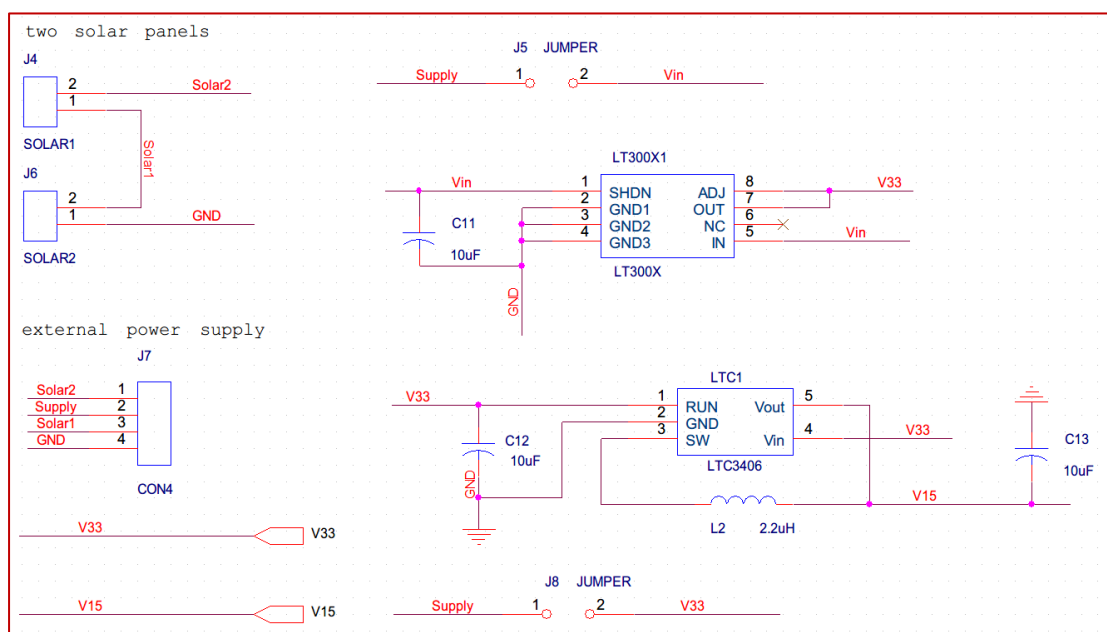 two solar panels
J4
2
1
Solar2
SOLAR1
Solar1
J6
2
1
GND
SOLAR2
J5 JUMPER
Supply 1 2 Vin
LT300X1
Vin 1 SHDN ADJ 8 V33
2 GND1 OUT 7
3 GND2 NC 6
4 GND3 IN 5 Vin
C11
10uF
LT300X
GND
external power supply
J7
Solar2 1
Supply 2
Solar1 3
GND 4
CON4
LTC1
V33 1 RUN Vout 5
2 GND
3 SW Vin 4 V33
LTC3406
C12
10uF
GND
C13
10uF
V15
L2 2.2uH
V33 V33
J8 JUMPER
V15 V15
Supply 1 2 V33